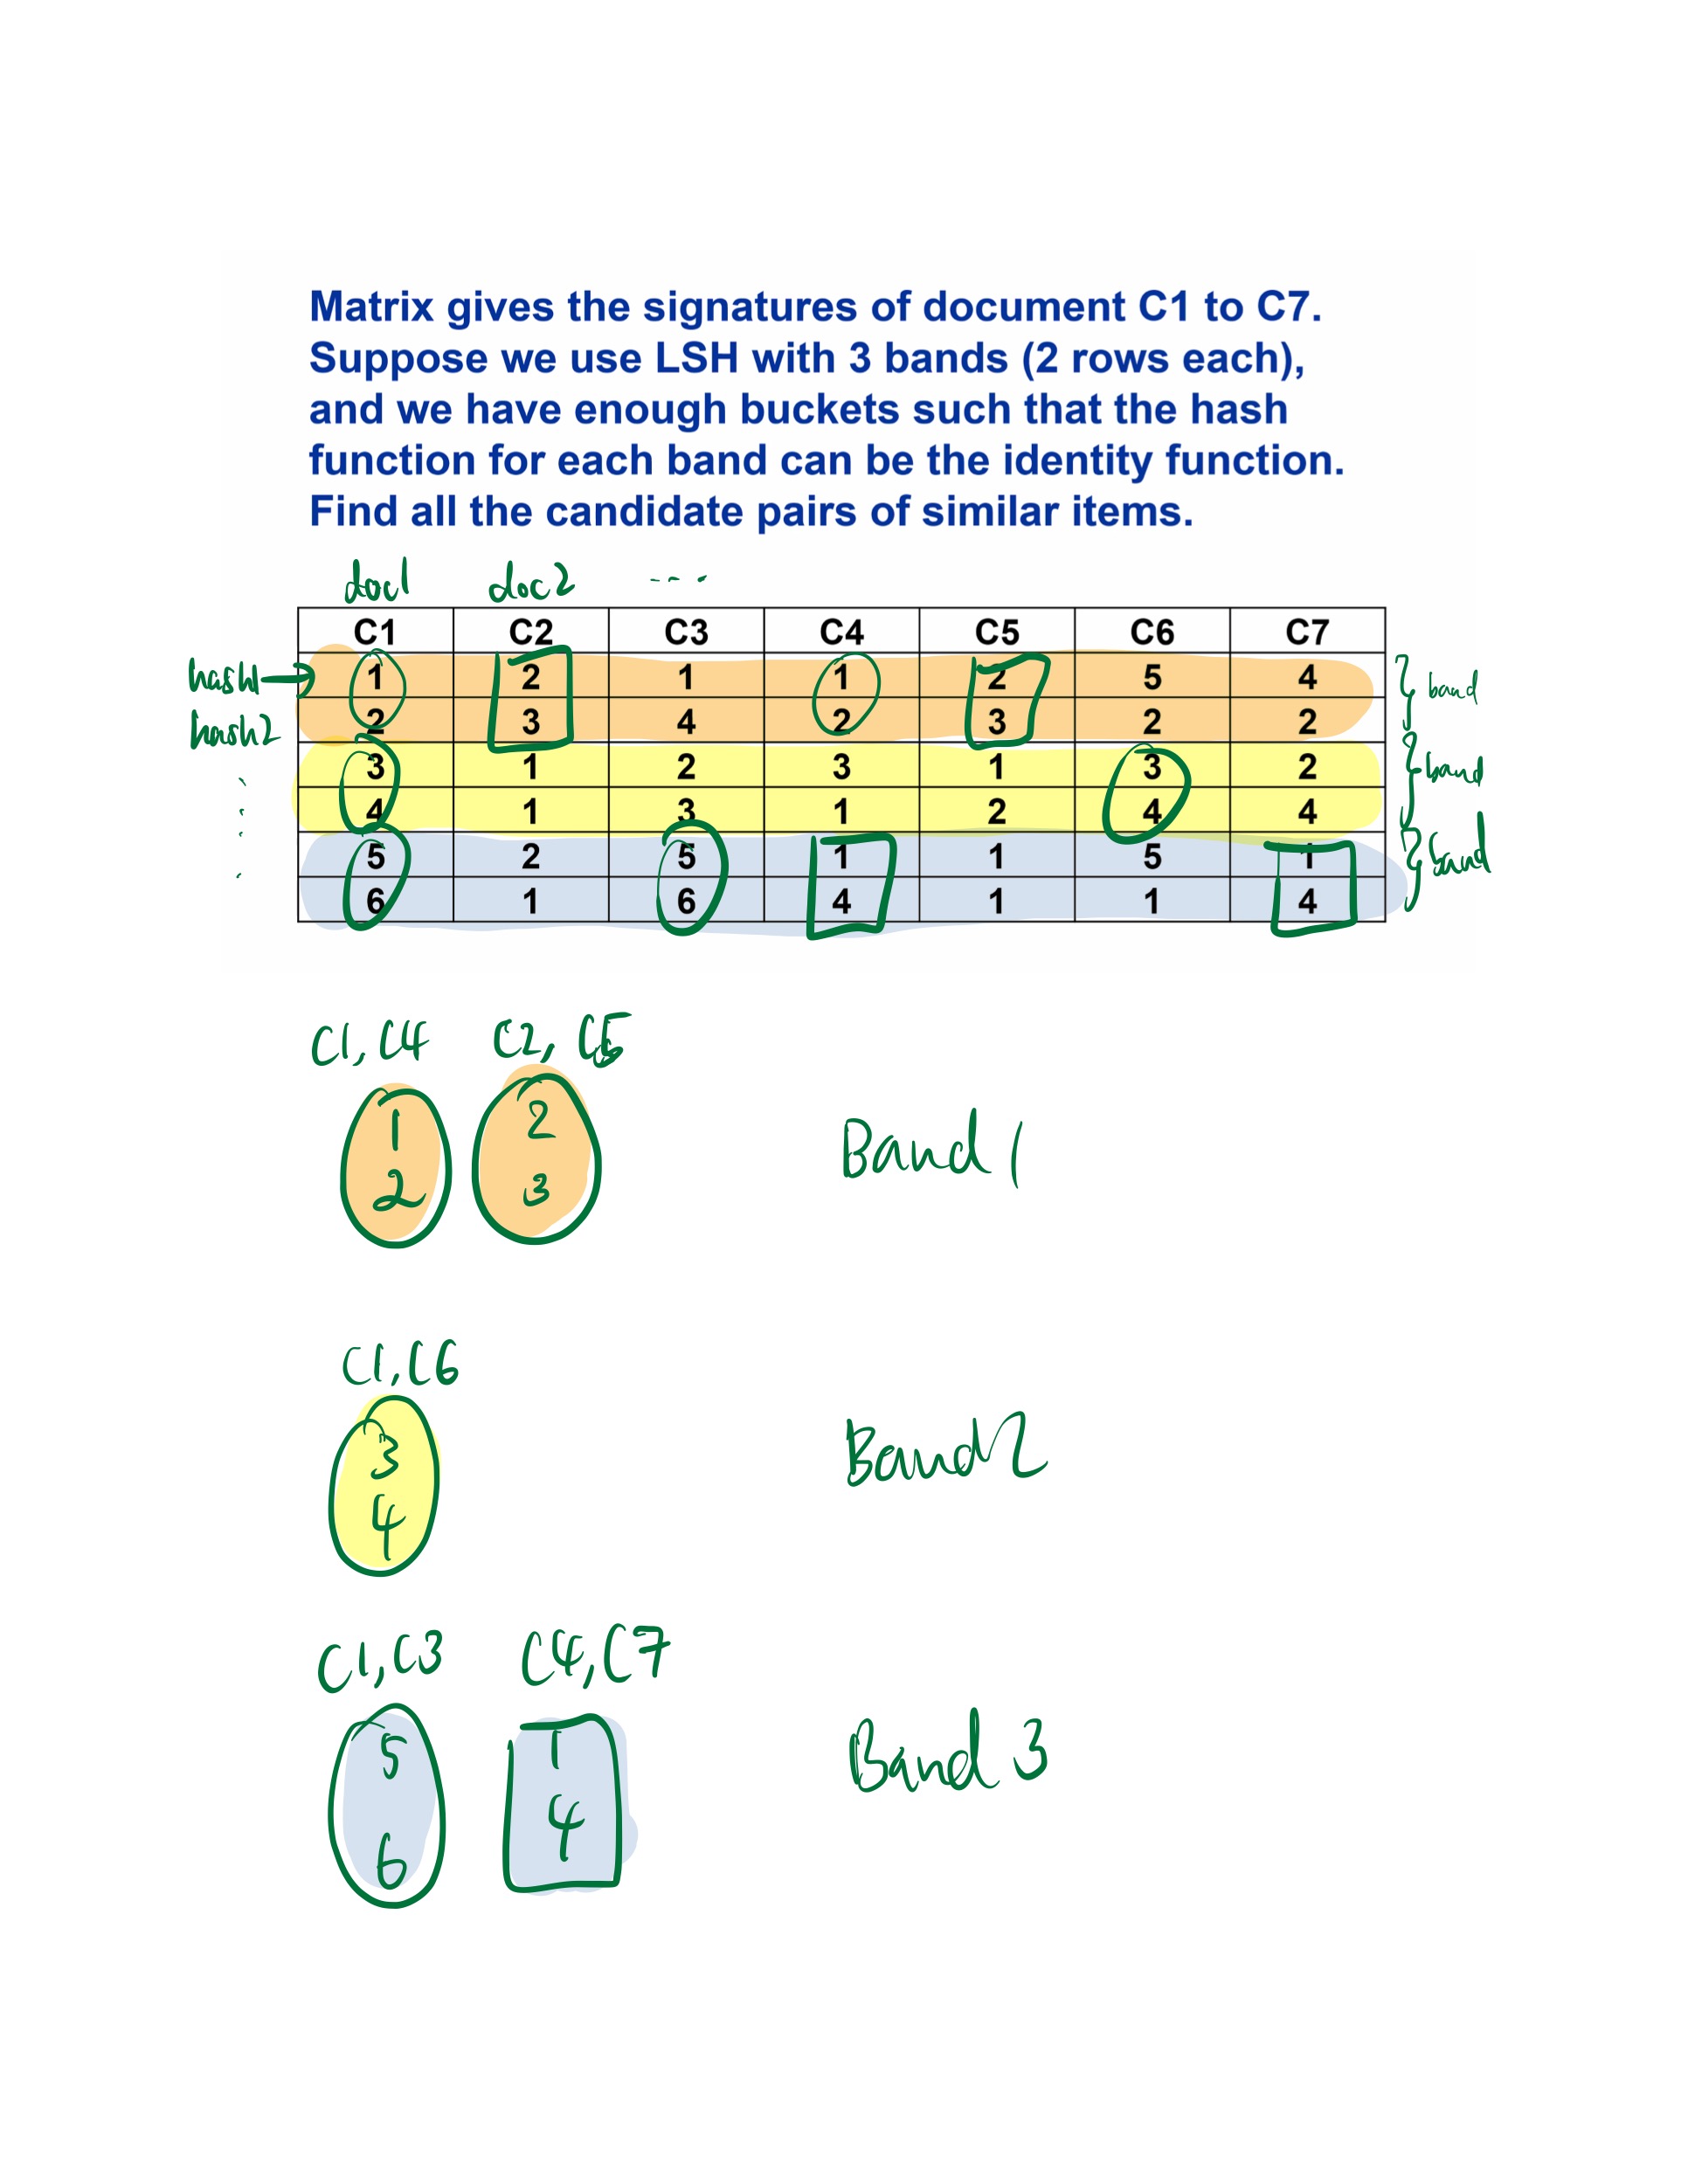 Matrix gives the signatures of document C1 to C7.
Suppose we use LSH with 3 bands (2 rows each),
and we have enough buckets such that the hash
function for each band can be the identity function.
Find all the candidate pairs of similar items.
doc1 doc2 ...
C1 C2 C3 C4 C5 C6 C7
hash1 1 2 1 1 2 5 4 band
hash2 2 3 4 2 3 2 2
3 1 2 3 1 3 2 band
4 1 3 1 2 4 4
5 2 5 1 1 5 1 band
6 1 6 4 1 1 4
C1, C4 C2, C5
1 2
Band 1
2 3
C1, C6
3
Band 2
4
C1, C3 C4, C7
5 1
Band 3
4
6